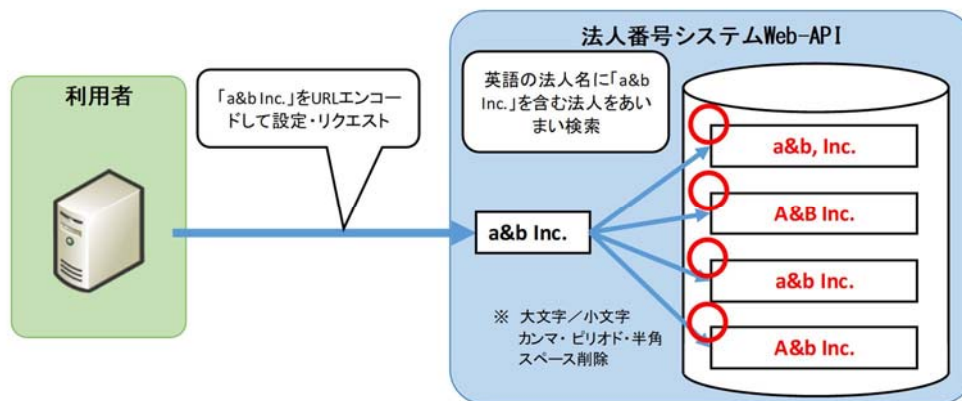 利用者
「a&b Inc.」をURLエンコー
ドして設定・リクエスト
法人番号システムWeb-API
英語の法人名に「a&b
Inc.」を含む法人をあい
まい検索
a&b Inc.
a&b, Inc.
A&B Inc.
a&b Inc.
A&b Inc.
※ 大文字/小文字
カンマ・ピリオド・半角
スペース削除